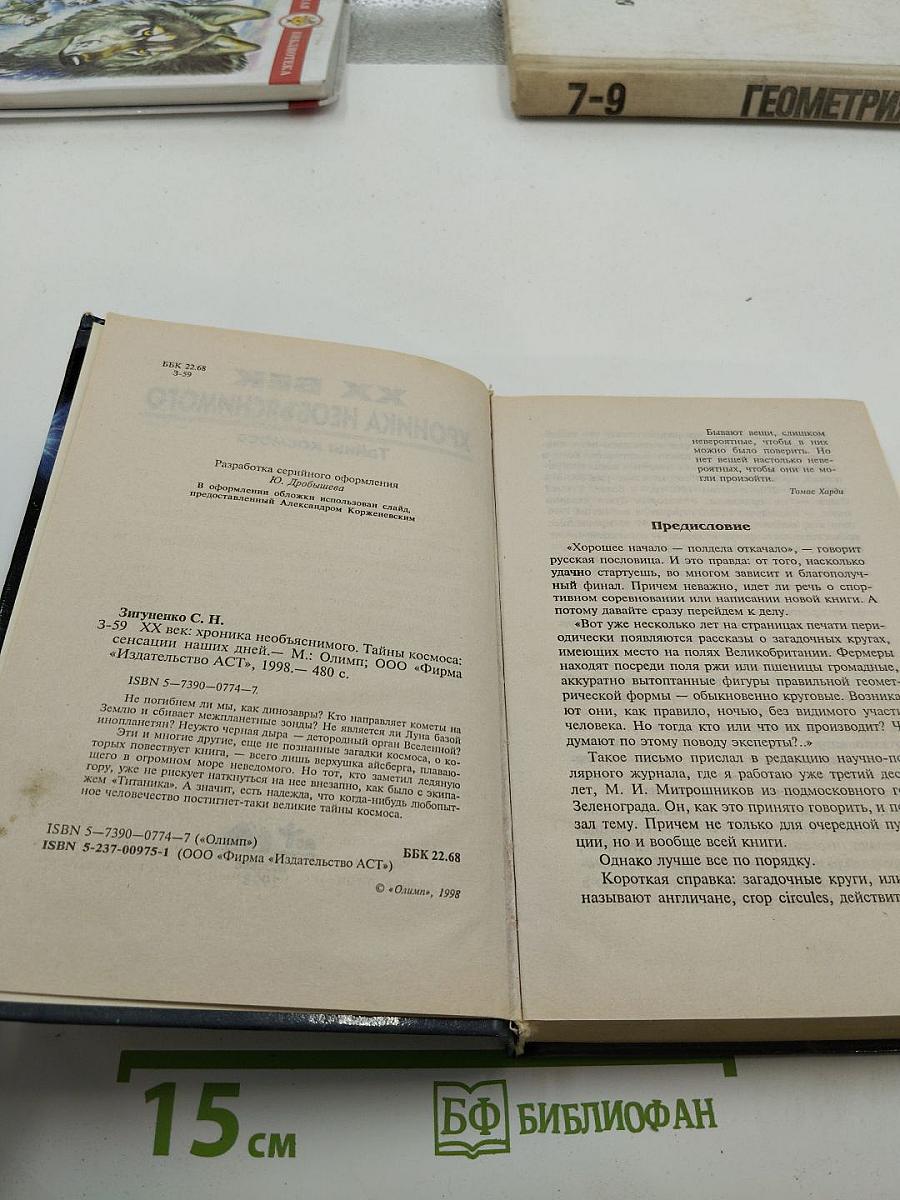 БИБЛИОТЕКА
7-9
ГЕОМЕТРИЯ
ББК 22.68
З-59
ХХ ВЕК
ХРОНИКА НЕОБЪЯСНИМОГО
Тайны космоса
Разработка серийного оформления
Ю. Дробышева
В оформлении обложки использован слайд,
предоставленный Александром Корженевским
Зигуненко С. Н.
З-59 ХХ век: хроника необъяснимого. Тайны космоса:
сенсации наших дней.— М.: Олимп; ООО «Фирма
«Издательство АСТ», 1998.— 480 с.
ISBN 5—7390—0774—7
Не погибнем ли мы, как динозавры? Кто направляет кометы на
Землю и сбивает межпланетные зонды? Не является ли Луна базой
инопланетян? Неужто черная дыра — детородный орган Вселенной?
Эти и многие другие, еще не познанные загадки космоса, о ко-
торых повествует книга, — всего лишь верхушка айсберга, плаваю-
щего в огромном море неведомого. Но тот, кто заметил ледяную
гору, уже не рискует наткнуться на нее внезапно, как было с экипа-
жем «Титаника». А значит, есть надежда, что когда-нибудь любопыт-
ное человечество постигнет-таки великие тайны космоса.
ISBN 5—7390—0774—7 («Олимп»)
ISBN 5-237-00975-1 (ООО «Фирма «Издательство АСТ»)
ББК 22.68
© «Олимп», 1998
Бывают вещи, слишком
невероятные, чтобы в них
можно было поверить. Но
нет вещей настолько неве-
роятных, чтобы они не мо-
гли произойти.
Томас Харди
Предисловие
«Хорошее начало — полдела откачало», — говорит
русская пословица. И это правда: от того, насколько
удачно стартуешь, во многом зависит и благополуч-
ный финал. Причем неважно, идет ли речь о спор-
тивном соревновании или написании новой книги. А
потому давайте сразу перейдем к делу.
«Вот уже несколько лет на страницах печати пери-
одически появляются рассказы о загадочных кругах,
имеющих место на полях Великобритании. Фермеры
находят посреди поля ржи или пшеницы громадные,
аккуратно вытоптанные фигуры правильной геомет-
рической формы — обыкновенно круговые. Возника
ют они, как правило, ночью, без видимого участи
человека. Но тогда кто или что их производит? Ч
думают по этому поводу эксперты?..»
Такое письмо прислал в редакцию научно-по
лярного журнала, где я работаю уже третий дес
лет, М. И. Митрошников из подмосковного г
Зеленограда. Он, как это принято говорить, и п
зал тему. Причем не только для очередной пу
ции, но и вообще всей книги.
Однако лучше все по порядку.
Короткая справка: загадочные круги, или
называют англичане, crop circules, действит
15 см
БФ БИБЛИОФАН